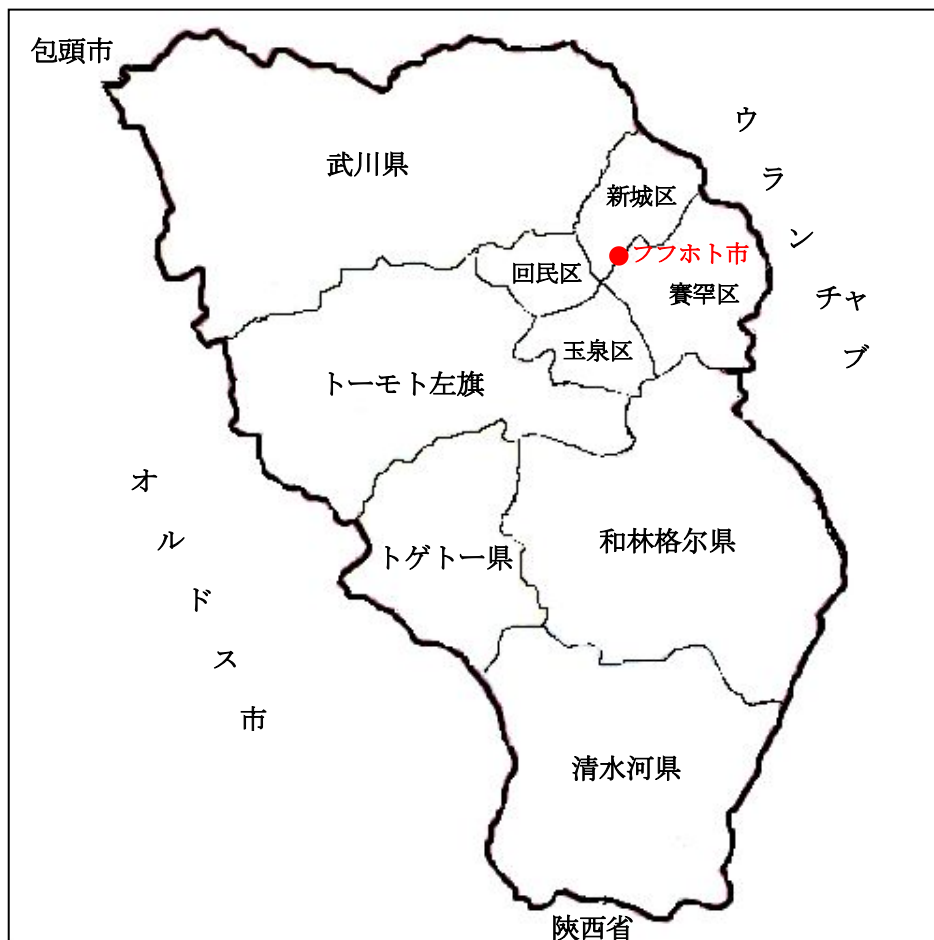 包頭市
ウランチャブ
武川県
新城区
フフホト市
回民区
賽罕区
玉泉区
トーモト左旗
オルドス市
和林格尔県
トゲトー県
清水河県
陝西省